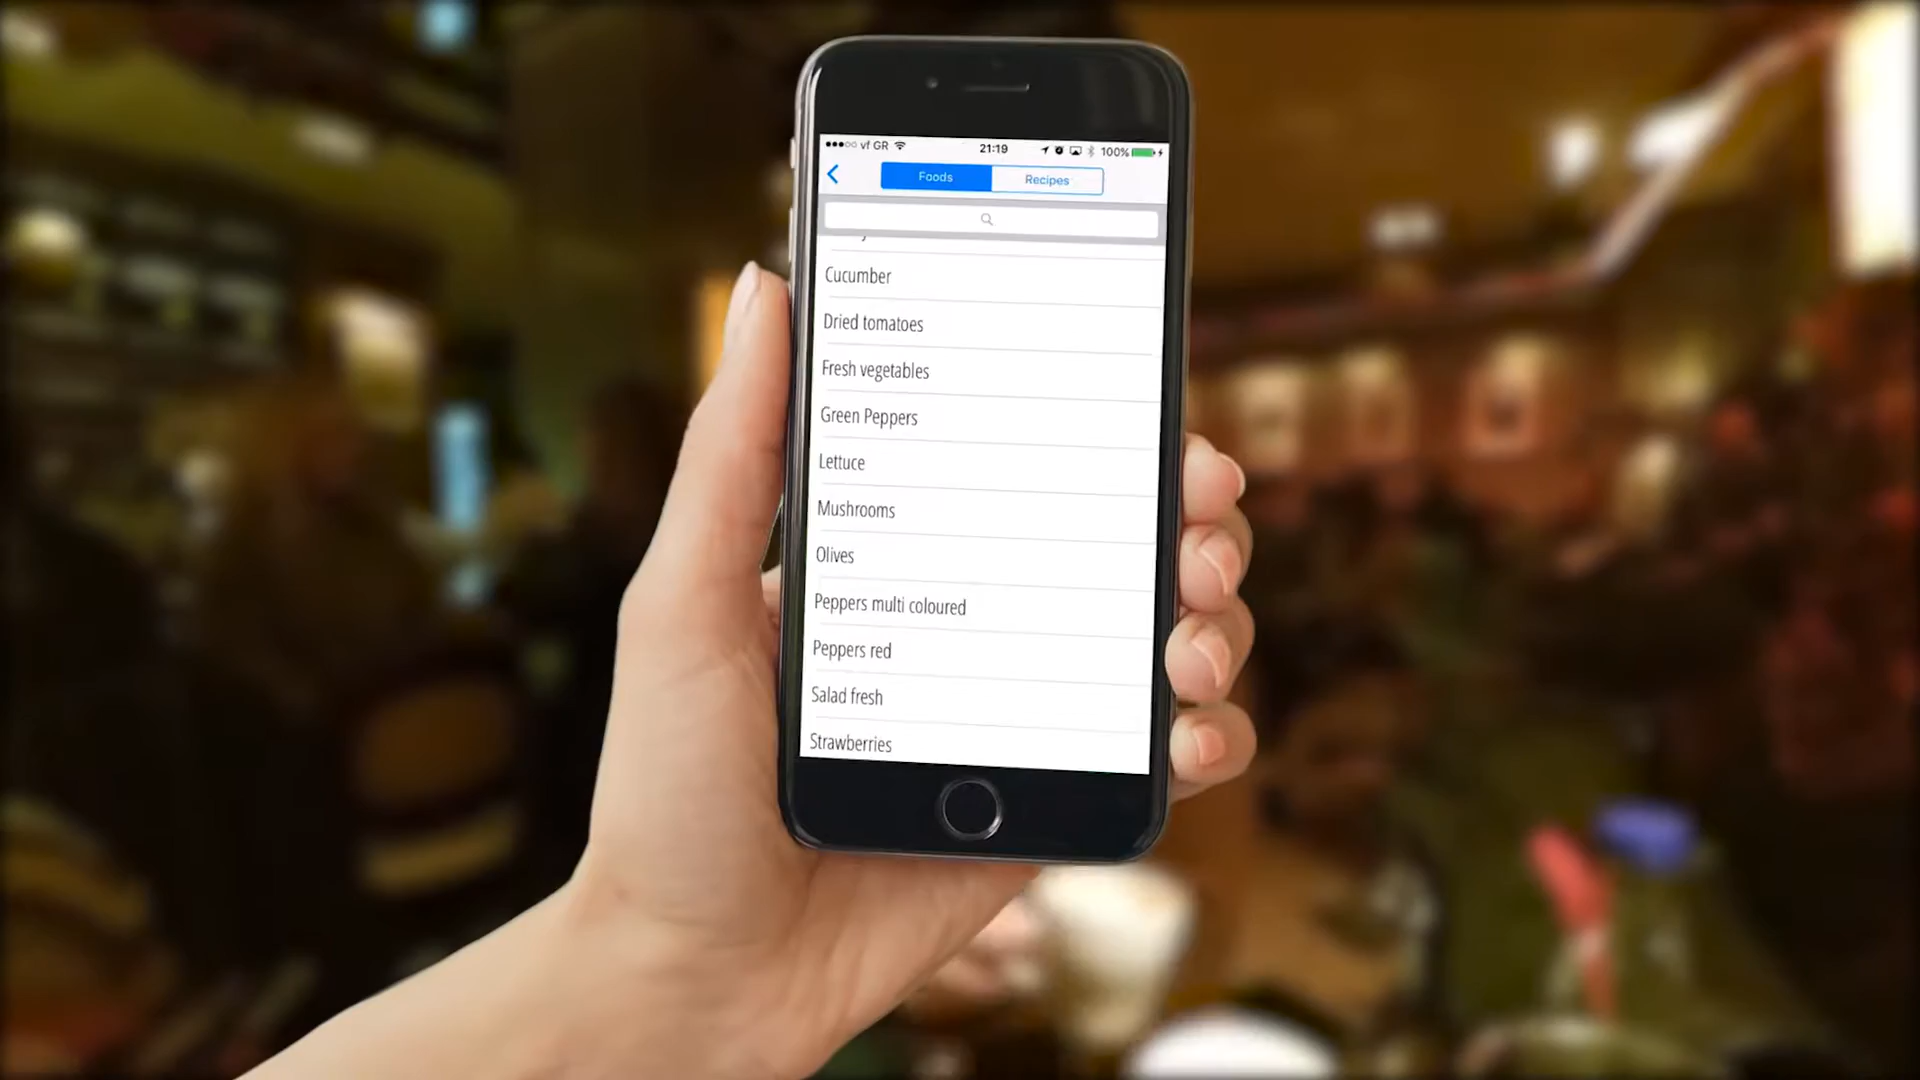 vf GR 21:19 100%
Foods Recipes
Cucumber
Dried tomatoes
Fresh vegetables
Green Peppers
Lettuce
Mushrooms
Olives
Peppers multi coloured
Peppers red
Salad fresh
Strawberries